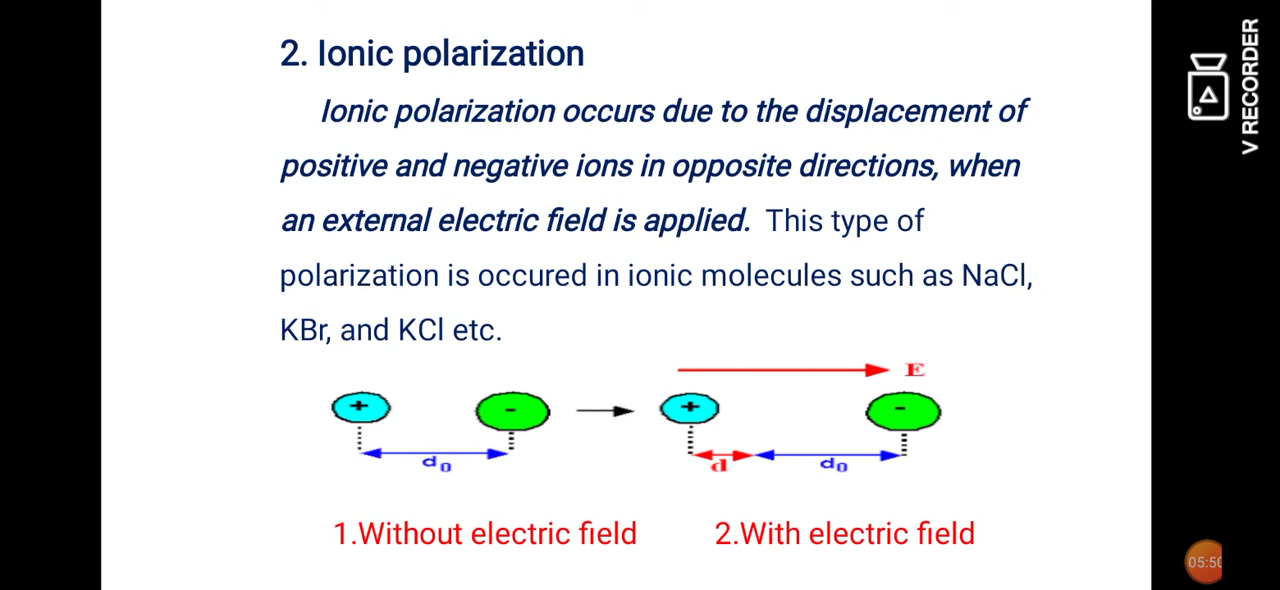 2. Ionic polarization
Ionic polarization occurs due to the displacement of
positive and negative ions in opposite directions, when
an external electric field is applied. This type of
polarization is occured in ionic molecules such as NaCl,
KBr, and KCl etc.
E
+ - + -
d0 d d0
1.Without electric field 2.With electric field
V RECORDER
05:50